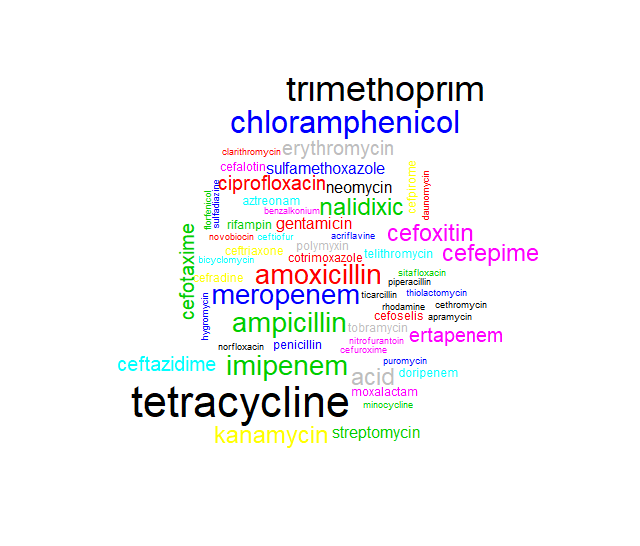 trimethoprim
chloramphenicol
clarithromycin erythromycin
cefalotin sulfamethoxazole
ciprofloxacin neomycin
cefpirome
daunomycin
florfenicol
sulfadiazine
aztreonam
benzalkonium
nalidixic
rifampin gentamicin
novobiocin ceftiofur acriflavine
cefoxitin
cefotaxime
ceftriaxone polymyxin
telithromycin cefepime
bicyclomycin cotrimoxazole
cefradine amoxicillin sitafloxacin
piperacillin
meropenem ticarcillin thiolactomycin
hygromycin
rhodamine cethromycin
cefoselis apramycin
ampicillin tobramycin
nitrofurantoin ertapenem
norfloxacin penicillin
cefuroxime
ceftazidime imipenem puromycin
acid doripenem
moxalactam
tetracycline minocycline
kanamycin streptomycin